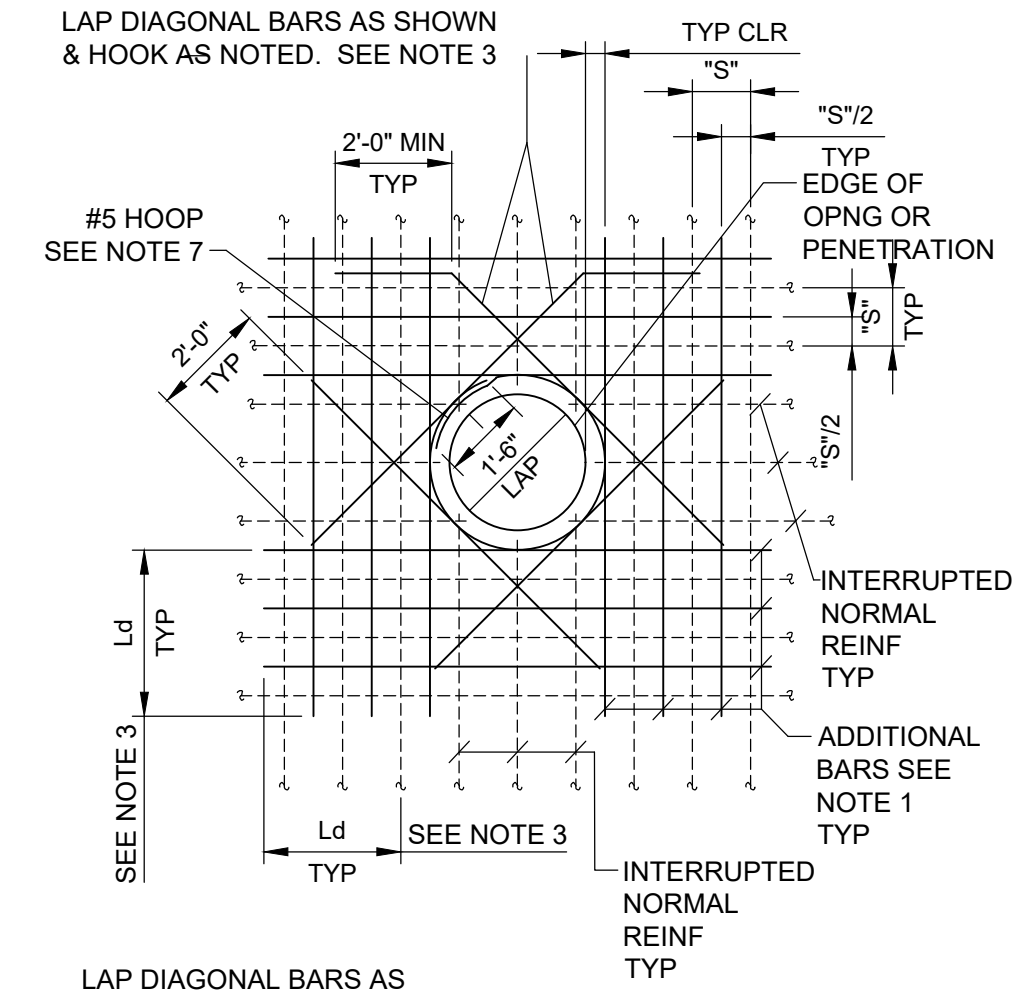 LAP DIAGONAL BARS AS SHOWN
& HOOK AS NOTED. SEE NOTE 3
TYP CLR
"S"
"S"/2
TYP
2'-0" MIN
TYP
EDGE OF
OPNG OR
PENETRATION
#5 HOOP
SEE NOTE 7
"S"
TYP
2'-0"
TYP
"S"/2
1'-6"
LAP
INTERRUPTED
NORMAL
REINF
TYP
Ld
TYP
SEE NOTE 3
ADDITIONAL
BARS SEE
NOTE 1
TYP
Ld
TYP
SEE NOTE 3
INTERRUPTED
NORMAL
REINF
TYP
LAP DIAGONAL BARS AS